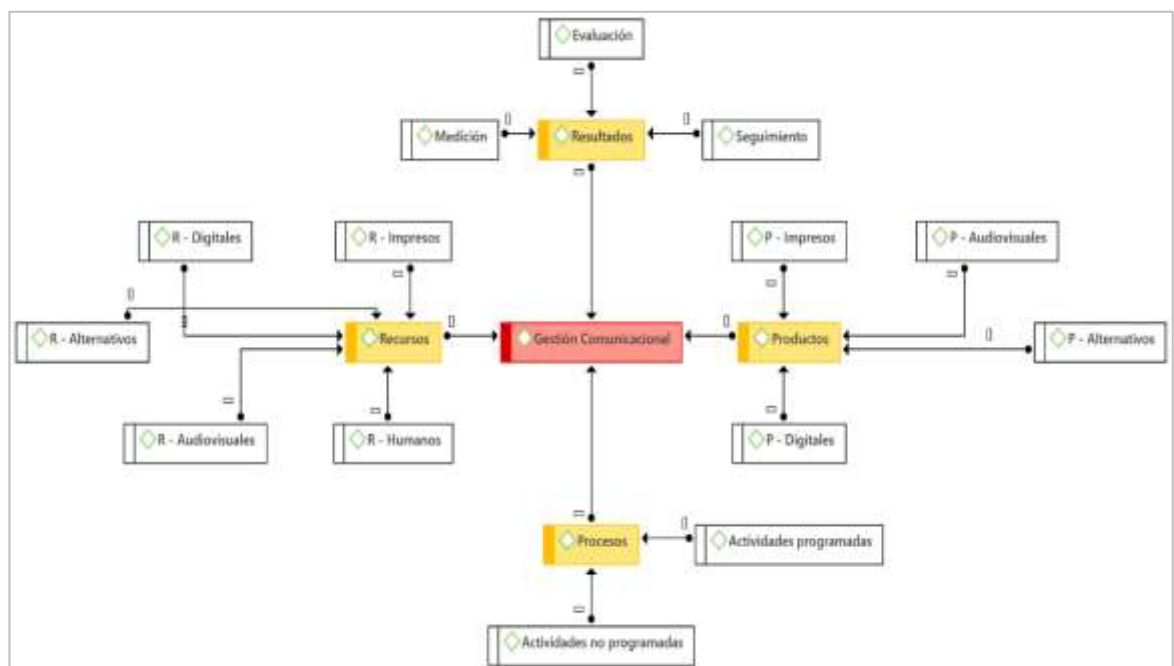 Evaluación
Medición
Resultados
Seguimiento
R - Digitales
R - Impresos
P - Impresos
P - Audiovisuales
R - Alternativos
Recursos
Gestión Comunicacional
Productos
P - Alternativos
R - Audiovisuales
R - Humanos
P - Digitales
Procesos
Actividades programadas
Actividades no programadas